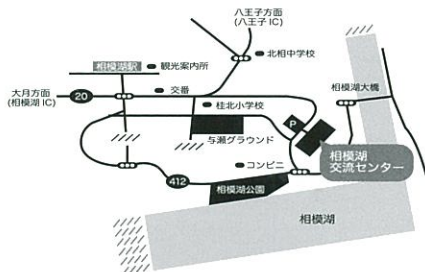 八王子方面
(八王子IC)
北相中学校
相模湖駅
観光案内所
相模湖大橋
大月方面
(相模湖 IC)
20
交番
桂北小学校
P
与瀬グラウンド
相模湖
交流センター
コンビニ
412
相模湖公園
相模湖